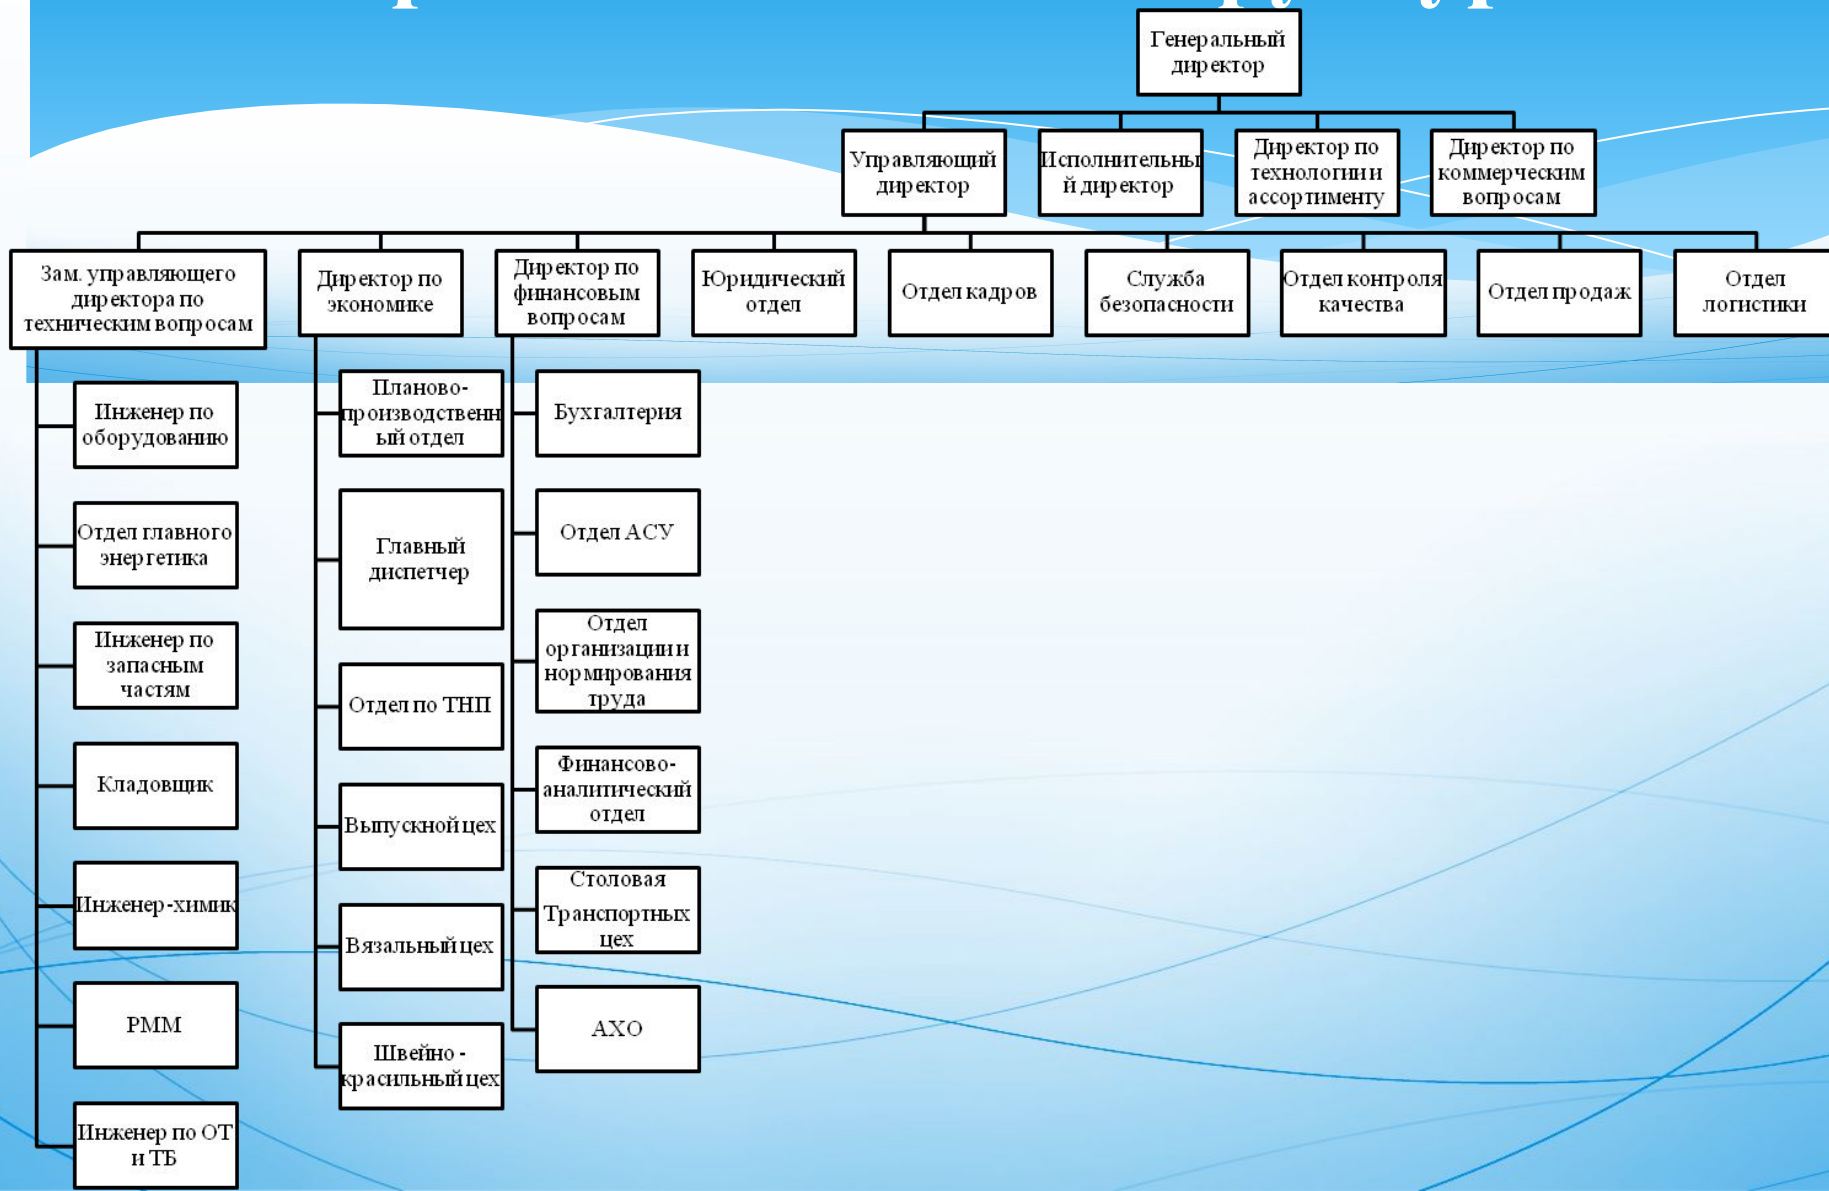 Генеральный
директор
Управляющий
директор
Исполнительны
й директор
Директор по
технологии и
ассортименту
Директор по
коммерческим
вопросам
Зам. управляющего
директора по
техническим вопросам
Директор по
экономике
Директор по
финансовым
вопросам
Юридический
отдел
Отдел кадров
Служба
безопасности
Отдел контроля
качества
Отдел продаж
Отдел
логистики
Инженер по
оборудованию
Отдел главного
энергетика
Инженер по
запасным
частям
Кладовщик
Инженер-химик
РММ
Инженер по ОТ
и ТБ
Планово-
производственн
ый отдел
Главный
диспетчер
Отдел по ТНП
Выпускной цех
Вязальный цех
Швейно -
красильный цех
Бухгалтерия
Отдел АСУ
Отдел
организации и
нормирования
труда
Финансово-
аналитический
отдел
Столовая
Транспортных
цех
АХО